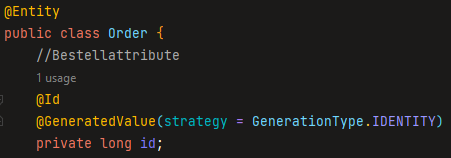 @Entity
public class Order {
//Bestellattribute
1 usage
@Id
@GeneratedValue(strategy = GenerationType.IDENTITY)
private long id;